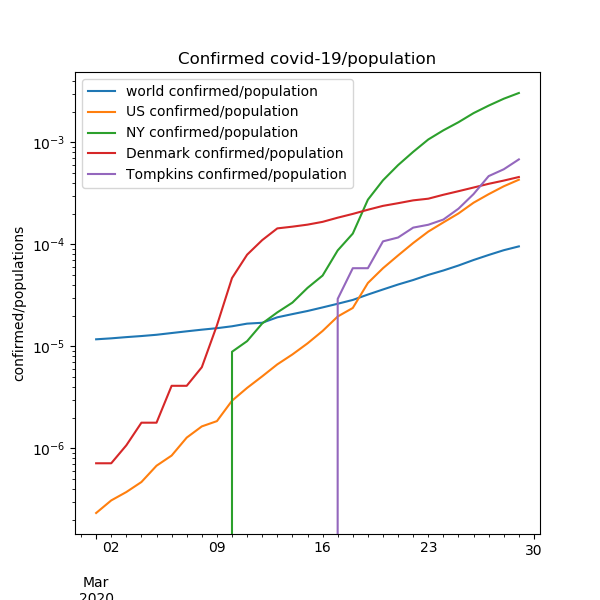 Confirmed covid-19/population
world confirmed/population
US confirmed/population
NY confirmed/population
Denmark confirmed/population
Tompkins confirmed/population
confirmed/populations
10⁻³
10⁻⁴
10⁻⁵
10⁻⁶
02 09 16 23 30
Mar
2020